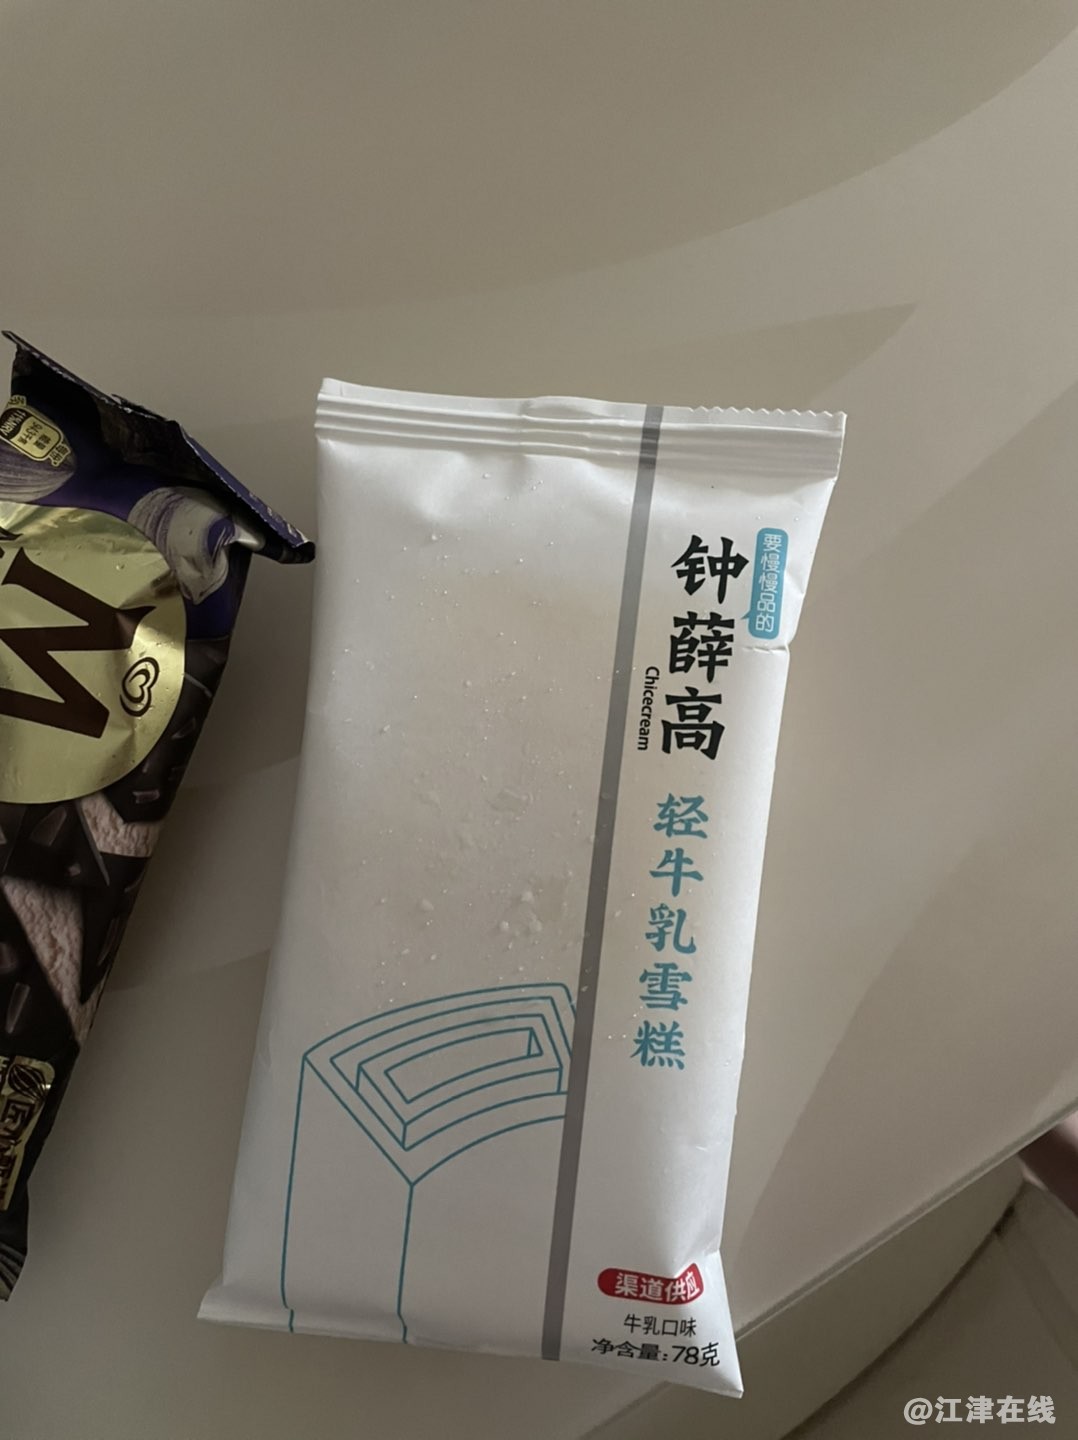 要慢慢品的
钟薛高
Chicecream
轻牛乳雪糕
渠道供应
牛乳口味
净含量:78克
M
@江津在线